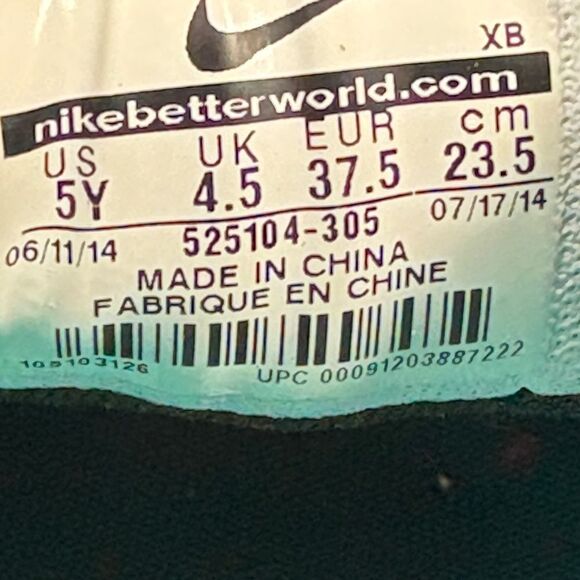 XB
nikebetterworld.com
US UK EUR cm
5Y 4.5 37.5 23.5
06/11/14 525104-305 07/17/14
MADE IN CHINA
FABRIQUE EN CHINE
105103126 UPC 00091203887222